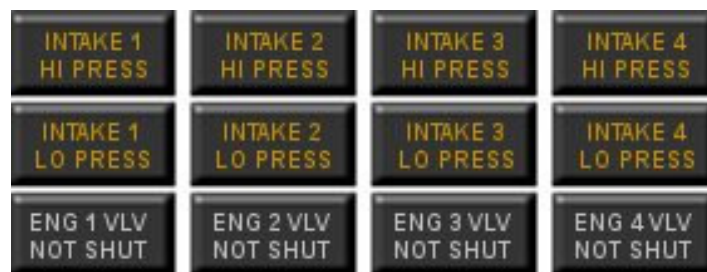 INTAKE 1
HI PRESS
INTAKE 2
HI PRESS
INTAKE 3
HI PRESS
INTAKE 4
HI PRESS
INTAKE 1
LO PRESS
INTAKE 2
LO PRESS
INTAKE 3
LO PRESS
INTAKE 4
LO PRESS
ENG 1 VLV
NOT SHUT
ENG 2 VLV
NOT SHUT
ENG 3 VLV
NOT SHUT
ENG 4 VLV
NOT SHUT